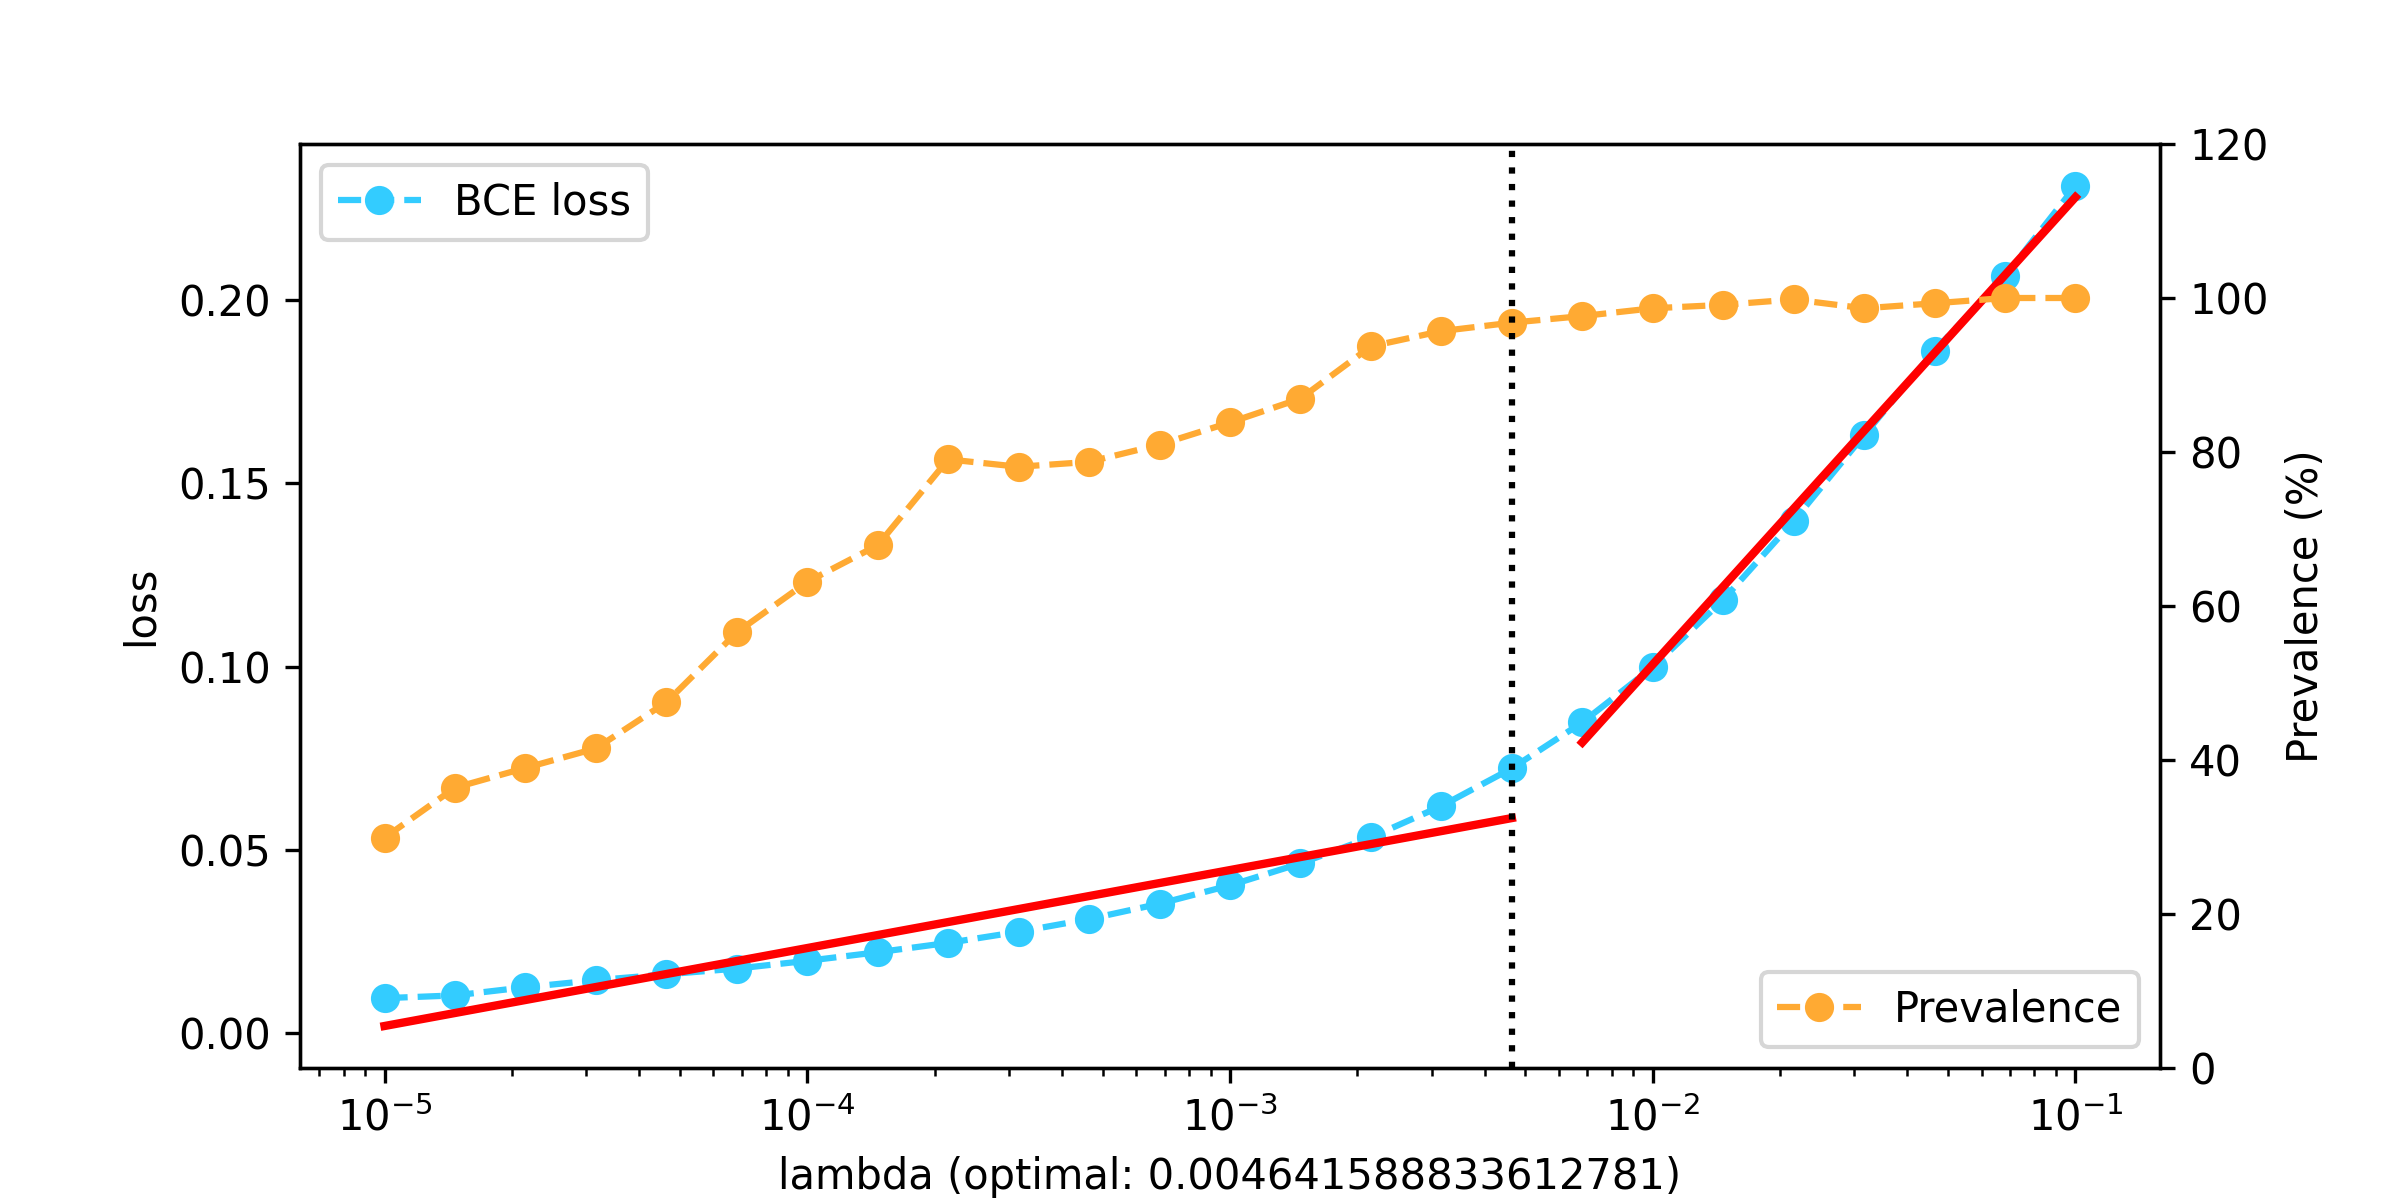 BCE loss
120
0.20
100
0.15
80
0.10
60
0.05
40
0.00
20
0
loss
Prevalence (%)
Prevalence
10⁻⁵ 10⁻⁴ 10⁻³ 10⁻² 10⁻¹
lambda (optimal: 0.004641588833612781)